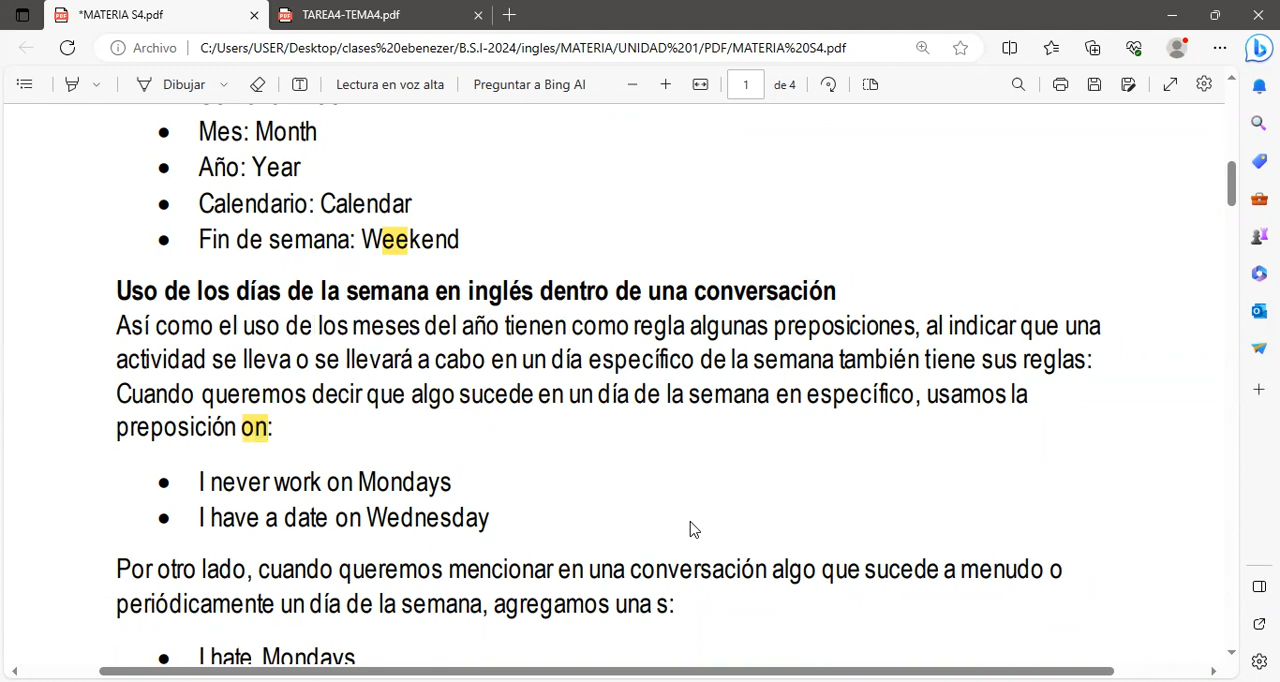 *MATERIA S4.pdf
TAREA4-TEMA4.pdf
Archivo
C:/Users/USER/Desktop/clases%20ebenezer/B.S.I-2024/ingles/MATERIA/UNIDAD%201/PDF/MATERIA%20S4.pdf
Dibujar
Lectura en voz alta
Preguntar a Bing AI
1
de 4
Mes: Month
Año: Year
Calendario: Calendar
Fin de semana: Weekend
Uso de los días de la semana en inglés dentro de una conversación
Así como el uso de los meses del año tienen como regla algunas preposiciones, al indicar que una
actividad se lleva o se llevará a cabo en un día específico de la semana también tiene sus reglas:
Cuando queremos decir que algo sucede en un día de la semana en específico, usamos la
preposición on:
I never work on Mondays
I have a date on Wednesday
Por otro lado, cuando queremos mencionar en una conversación algo que sucede a menudo o
periódicamente un día de la semana, agregamos una s:
I hate Mondays